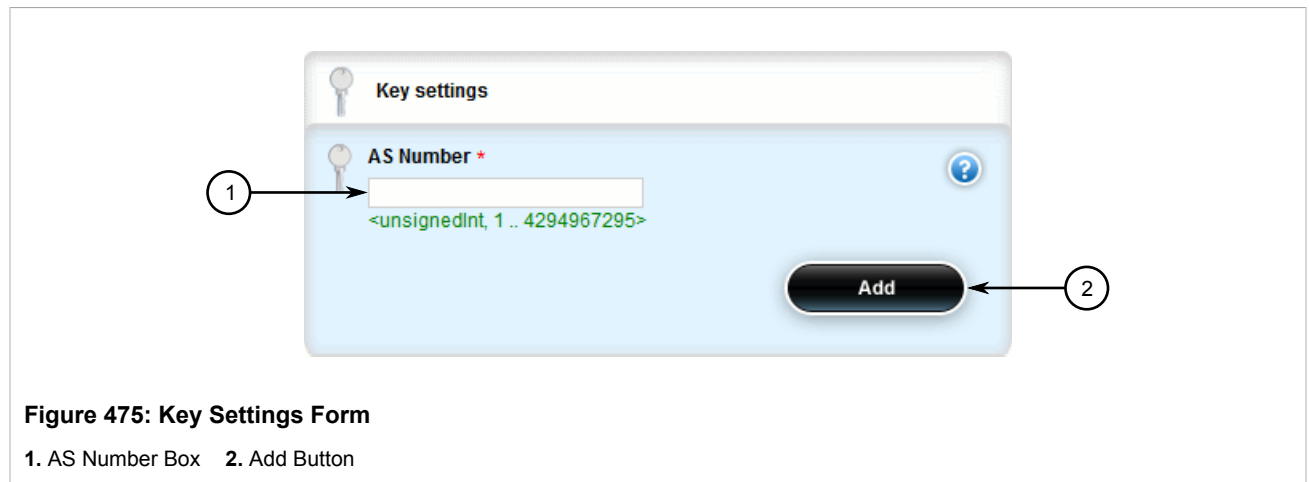 Key settings
AS Number *
1
<unsignedInt, 1 .. 4294967295>
?
Add
2
Figure 475: Key Settings Form
1. AS Number Box 2. Add Button